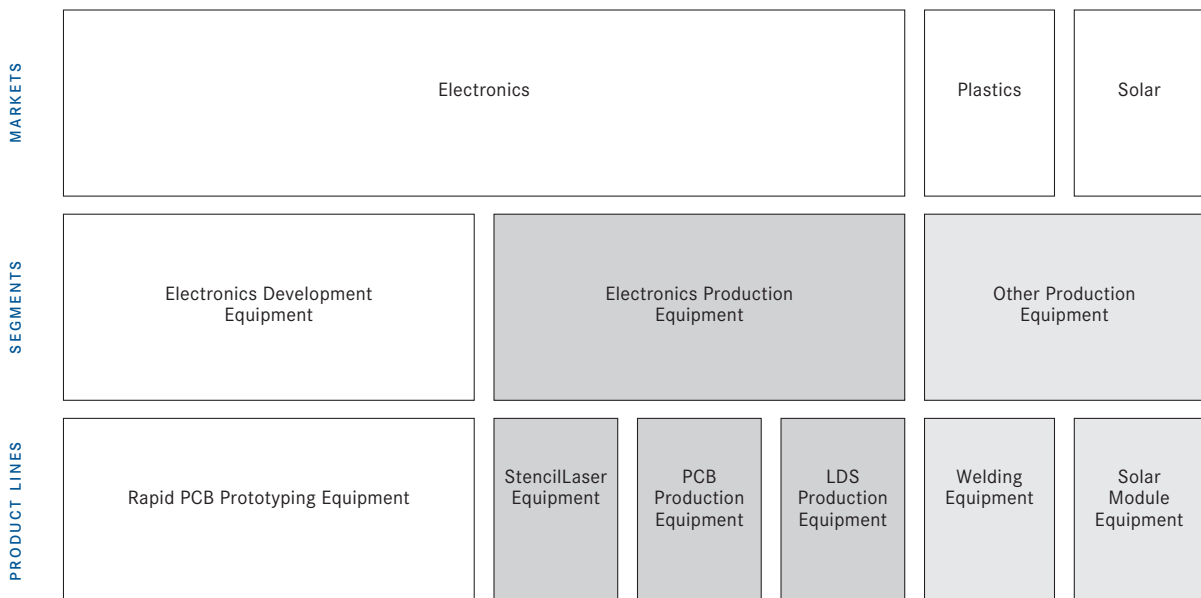 MARKETS
Electronics
Plastics
Solar
SEGMENTS
Electronics Development
Equipment
Electronics Production
Equipment
Other Production
Equipment
PRODUCT LINES
Rapid PCB Prototyping Equipment
StencilLaser
Equipment
PCB
Production
Equipment
LDS
Production
Equipment
Welding
Equipment
Solar
Module
Equipment